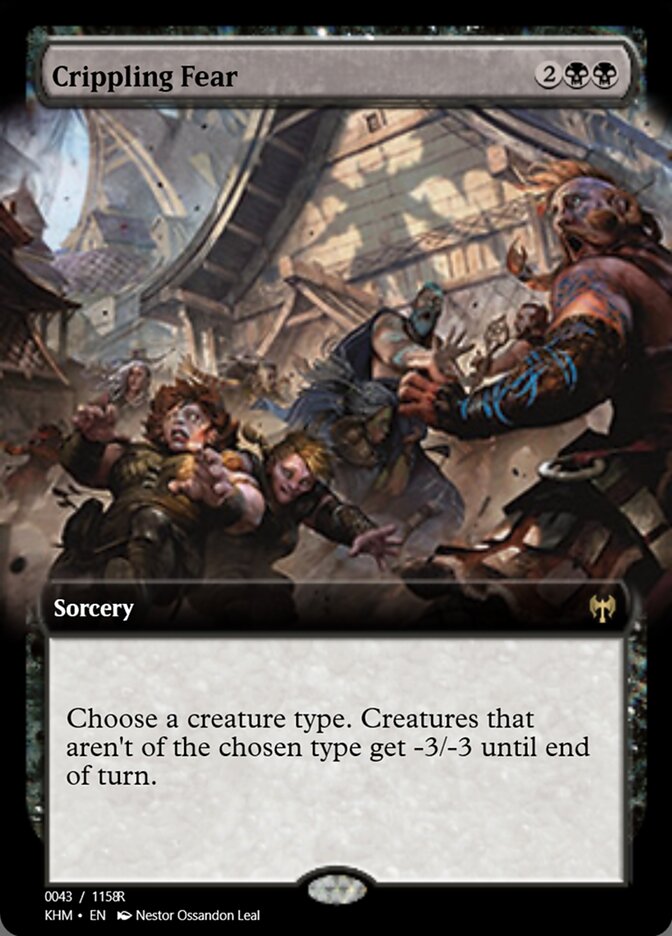 Crippling Fear
2
Sorcery
Choose a creature type. Creatures that
aren't of the chosen type get -3/-3 until end
of turn.
0043 / 1158R
KHM • EN Nestor Ossandon Leal